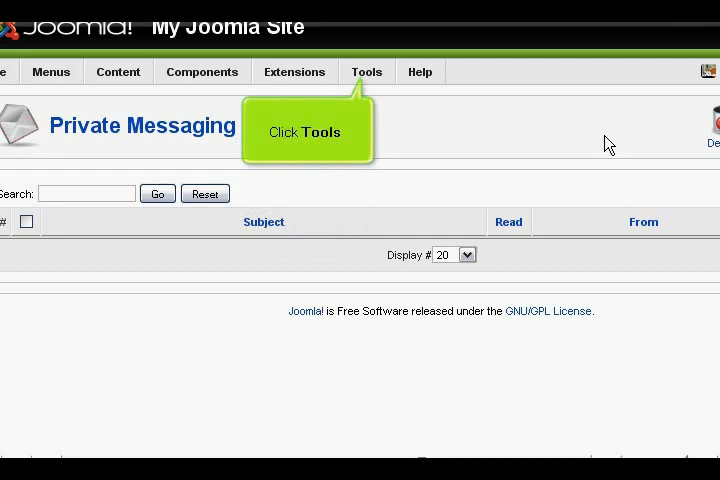 Joomla! My Joomla Site
e Menus Content Components Extensions Tools Help
Private Messaging
Click Tools
De
Search: Go Reset
# Subject Read From
Display # 20
Joomla! is Free Software released under the GNU/GPL License.